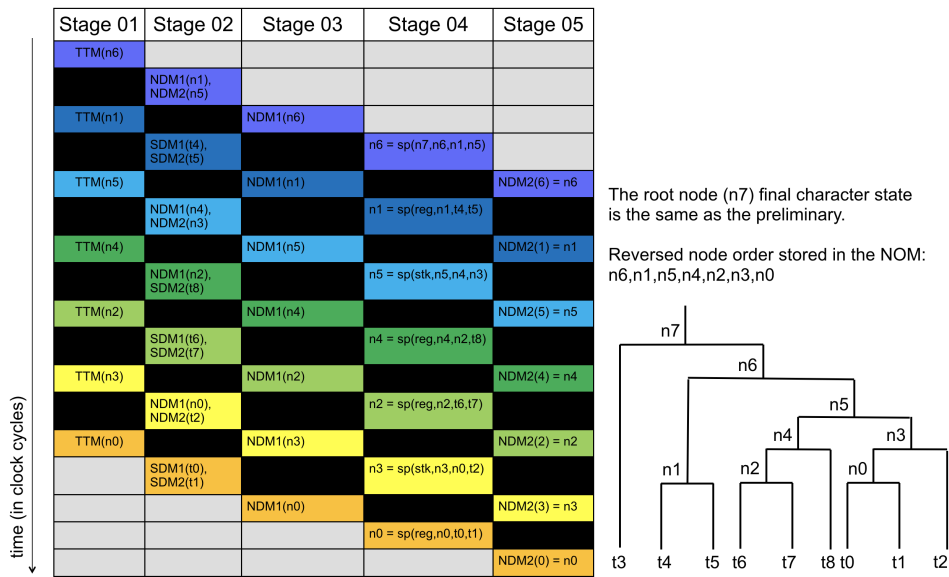 Stage 01 Stage 02 Stage 03 Stage 04 Stage 05
TTM(n6)
NDM1(n1),
NDM2(n5)
TTM(n1) NDM1(n6)
SDM1(t4),
SDM2(t5)
n6 = sp(n7,n6,n1,n5)
TTM(n5) NDM1(n1) NDM2(6) = n6
NDM1(n4),
NDM2(n3)
n1 = sp(reg,n1,t4,t5)
TTM(n4) NDM1(n5) NDM2(1) = n1
NDM1(n2),
SDM2(t8)
n5 = sp(stk,n5,n4,n3)
TTM(n2) NDM1(n4) NDM2(5) = n5
SDM1(t6),
SDM2(t7)
n4 = sp(reg,n4,n2,t8)
TTM(n3) NDM1(n2) NDM2(4) = n4
NDM1(n0),
NDM2(t2)
n2 = sp(reg,n2,t6,t7)
TTM(n0) NDM1(n3) NDM2(2) = n2
SDM1(t0),
SDM2(t1)
n3 = sp(stk,n3,n0,t2)
NDM1(n0) NDM2(3) = n3
n0 = sp(reg,n0,t0,t1)
NDM2(0) = n0
time (in clock cycles)
The root node (n7) final character state
is the same as the preliminary.
Reversed node order stored in the NOM:
n6,n1,n5,n4,n2,n3,n0
n7
n6
n5
n4 n3
n1 n2 n0
t3 t4 t5 t6 t7 t8 t0 t1 t2